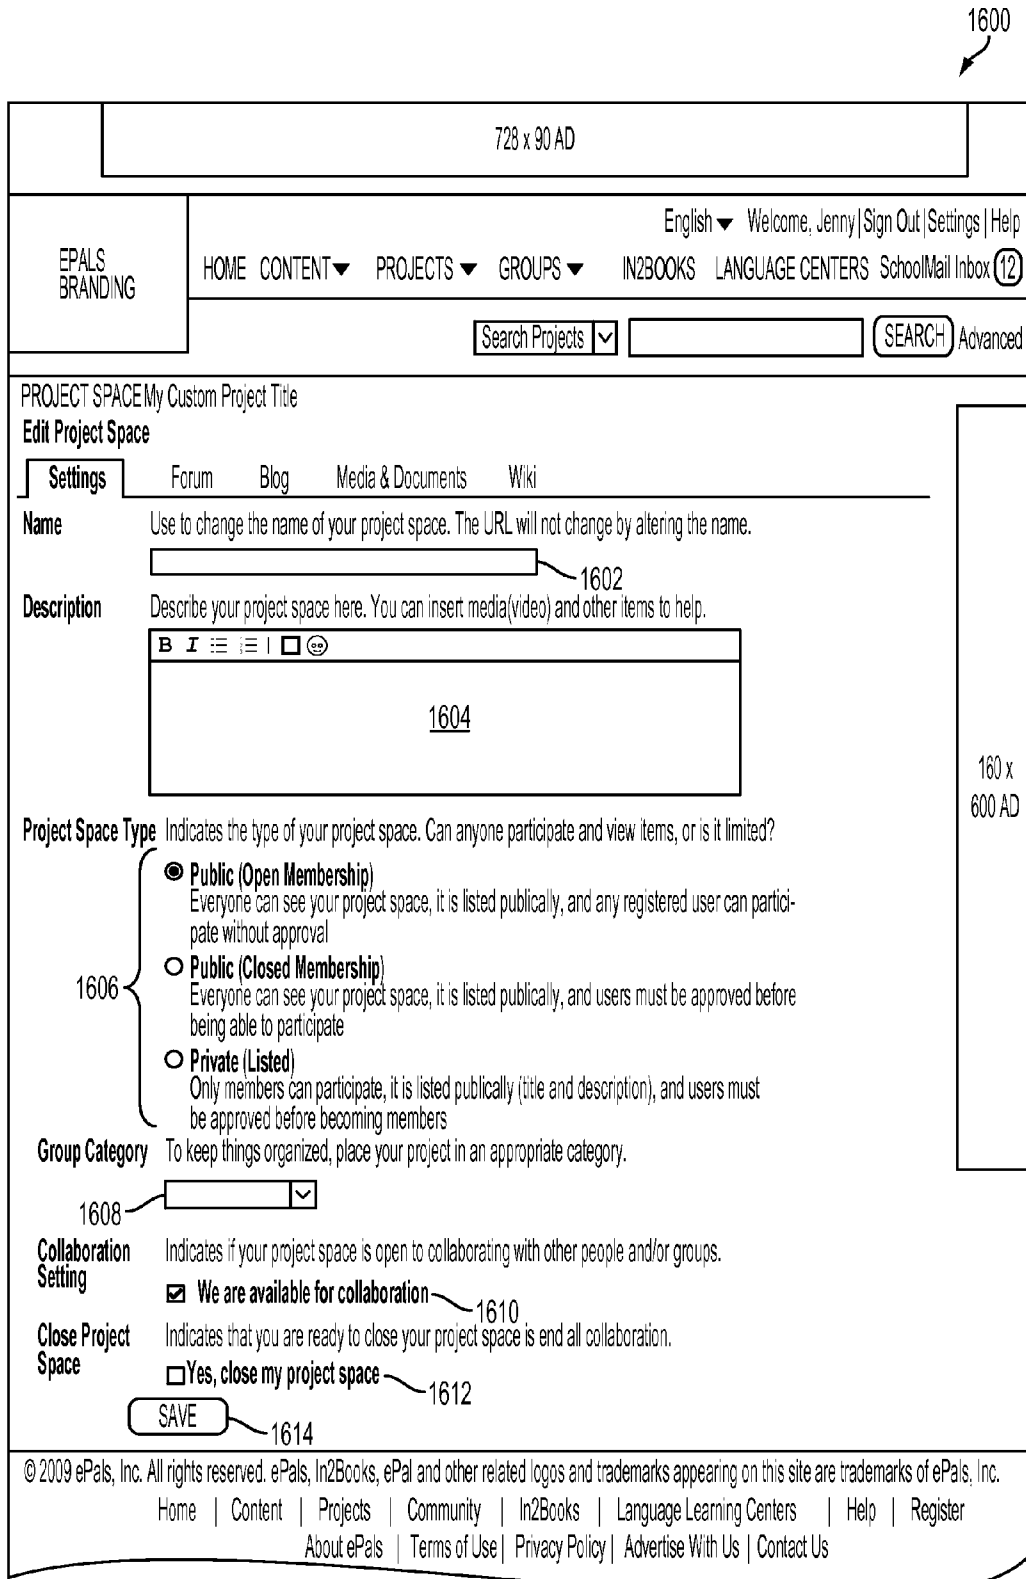 1600
728 x 90 AD
EPALS
BRANDING
English ▼ Welcome, Jenny | Sign Out | Settings | Help
HOME CONTENT ▼ PROJECTS ▼ GROUPS ▼ IN2BOOKS LANGUAGE CENTERS SchoolMail Inbox 12
Search Projects SEARCH Advanced
PROJECT SPACE My Custom Project Title
Edit Project Space
Settings Forum Blog Media & Documents Wiki
Name Use to change the name of your project space. The URL will not change by altering the name.
1602
Description Describe your project space here. You can insert media(video) and other items to help.
B I
1604
160 x
600 AD
Project Space Type Indicates the type of your project space. Can anyone participate and view items, or is it limited?
Public (Open Membership)
Everyone can see your project space, it is listed publically, and any registered user can partici-
pate without approval
1606
Public (Closed Membership)
Everyone can see your project space, it is listed publically, and users must be approved before
being able to participate
Private (Listed)
Only members can participate, it is listed publically (title and description), and users must
be approved before becoming members
Group Category To keep things organized, place your project in an appropriate category.
1608
Collaboration
Setting
Indicates if your project space is open to collaborating with other people and/or groups.
We are available for collaboration
1610
Close Project
Space
Indicates that you are ready to close your project space is end all collaboration.
Yes, close my project space
1612
SAVE
1614
© 2009 ePals, Inc. All rights reserved. ePals, In2Books, ePal and other related logos and trademarks appearing on this site are trademarks of ePals, Inc.
Home | Content | Projects | Community | In2Books | Language Learning Centers | Help | Register
About ePals | Terms of Use | Privacy Policy | Advertise With Us | Contact Us